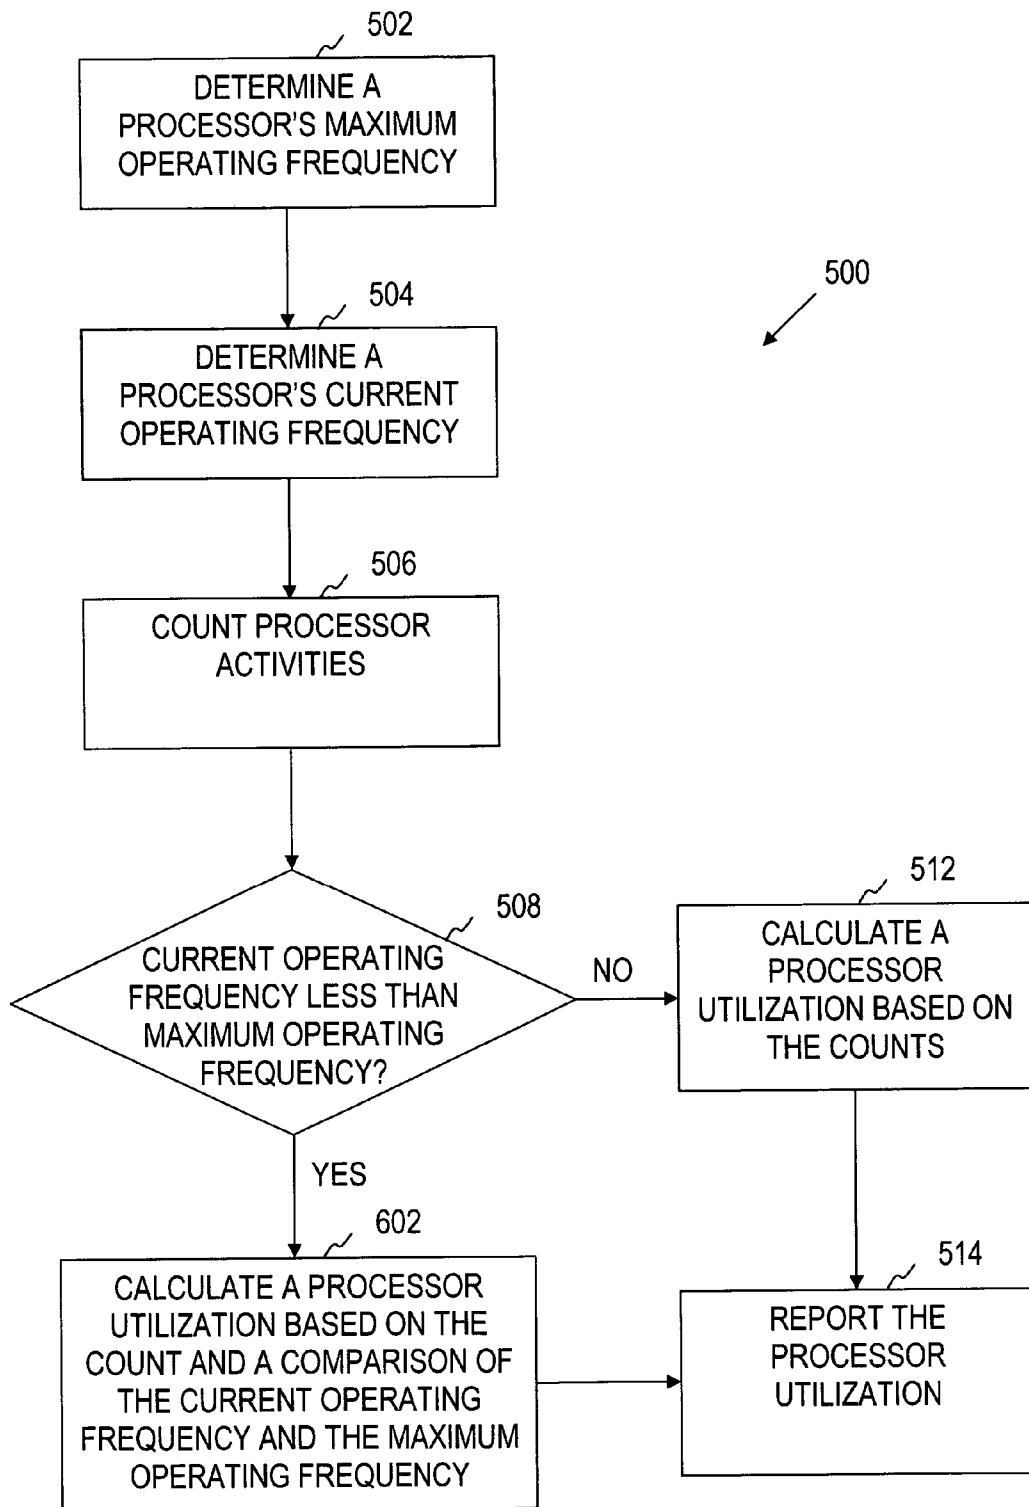 502
DETERMINE A
PROCESSOR'S MAXIMUM
OPERATING FREQUENCY
504
DETERMINE A
PROCESSOR'S CURRENT
OPERATING FREQUENCY
500
506
COUNT PROCESSOR
ACTIVITIES
508
CURRENT OPERATING
FREQUENCY LESS THAN
MAXIMUM OPERATING
FREQUENCY?
NO
512
CALCULATE A
PROCESSOR
UTILIZATION BASED ON
THE COUNTS
YES
602
CALCULATE A PROCESSOR
UTILIZATION BASED ON THE
COUNT AND A COMPARISON OF
THE CURRENT OPERATING
FREQUENCY AND THE MAXIMUM
OPERATING FREQUENCY
514
REPORT THE
PROCESSOR
UTILIZATION